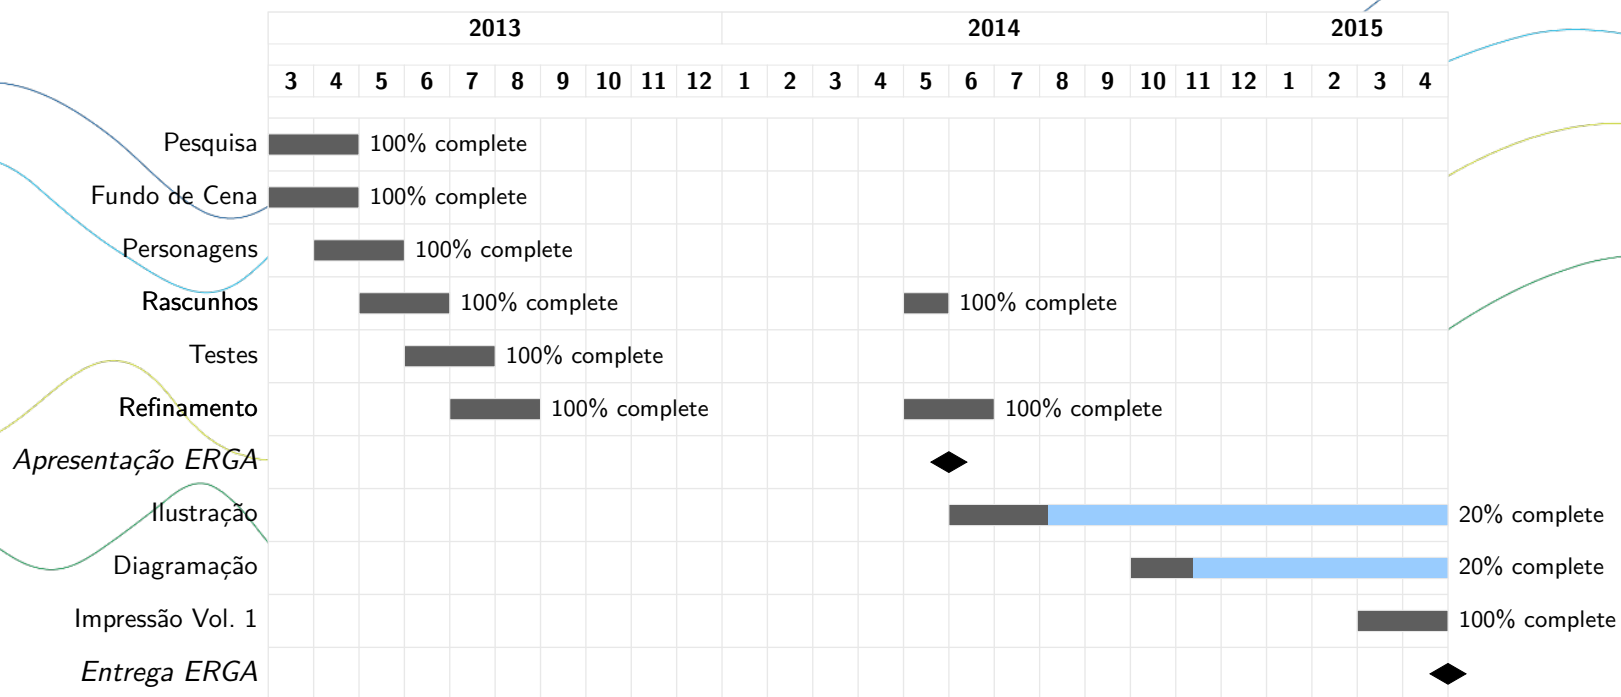 2013 2014 2015
3 4 5 6 7 8 9 10 11 12 1 2 3 4 5 6 7 8 9 10 11 12 1 2 3 4
Pesquisa 100% complete
Fundo de Cena 100% complete
Personagens 100% complete
Rascunhos 100% complete 100% complete
Testes 100% complete
Refinamento 100% complete 100% complete
Apresentação ERGA
Ilustração 20% complete
Diagramação 20% complete
Impressão Vol. 1 100% complete
Entrega ERGA